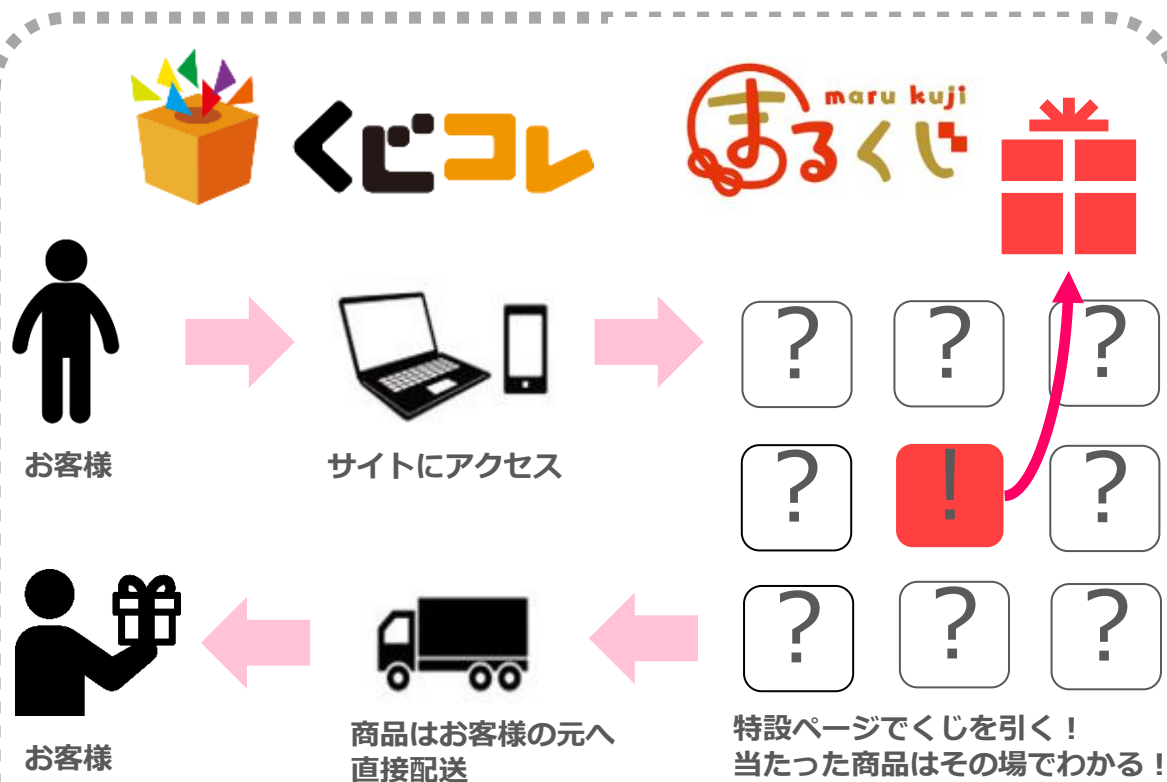 くじコレ
maru kuji
まるくじ
? ? ?
お客様
サイトにアクセス
? ! ?
? ? ?
お客様
商品はお客様の元へ
直接配送
特設ページでくじを引く！
当たった商品はその場でわかる！